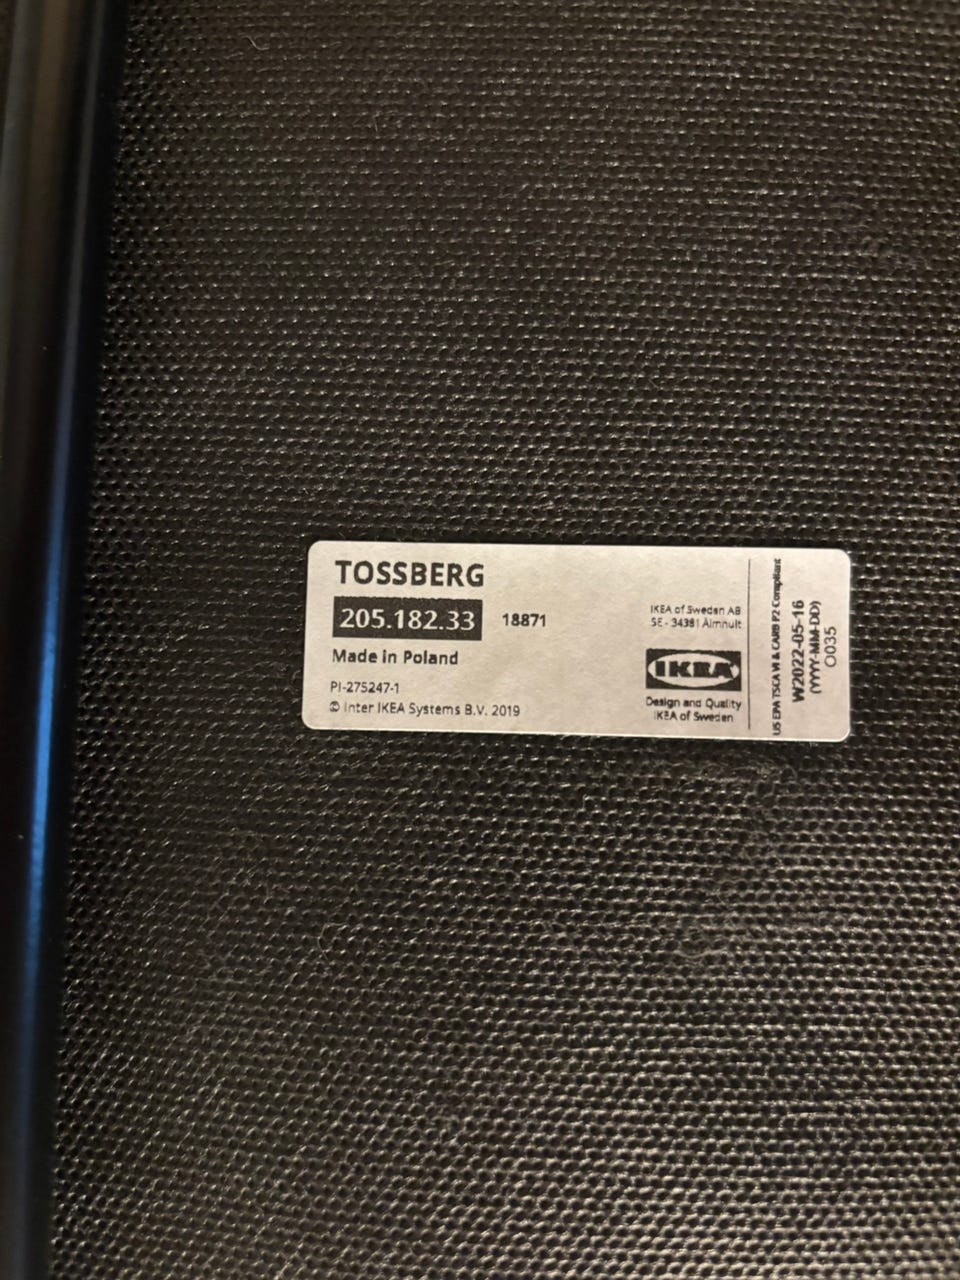 TOSSBERG
205.182.33 18871
Made in Poland
PI-275247-1
© Inter IKEA Systems B.V. 2019
IKEA of Sweden AB
SE - 34381 Älmhult
IKEA
Design and Quality
IKEA of Sweden
US EPA TSCA VI & CARB P2 Compliant
W2022-05-16
(YYYY-MM-DD)
O035